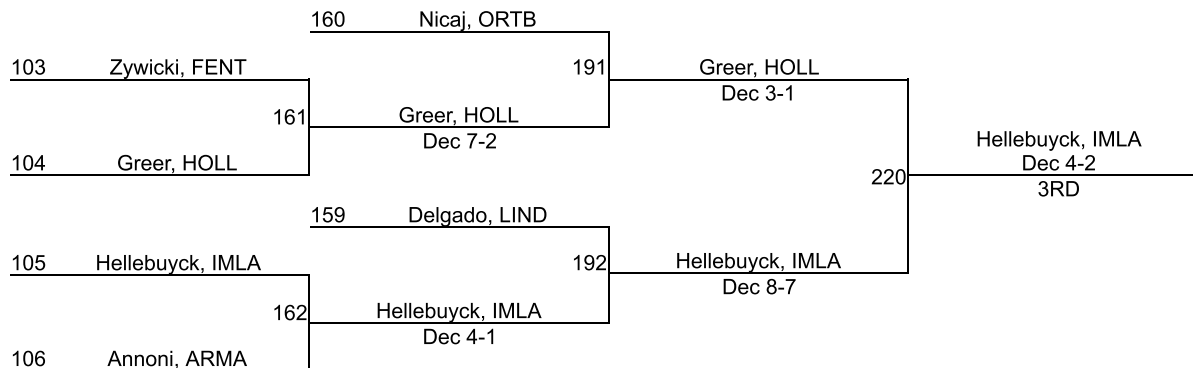 160 Nicaj, ORTB
103 Zywicki, FENT
191 Greer, HOLL
Dec 3-1
161 Greer, HOLL
Dec 7-2
104 Greer, HOLL
Hellebuyck, IMLA
Dec 4-2
220
3RD
159 Delgado, LIND
105 Hellebuyck, IMLA
192 Hellebuyck, IMLA
Dec 8-7
162 Hellebuyck, IMLA
Dec 4-1
106 Annoni, ARMA